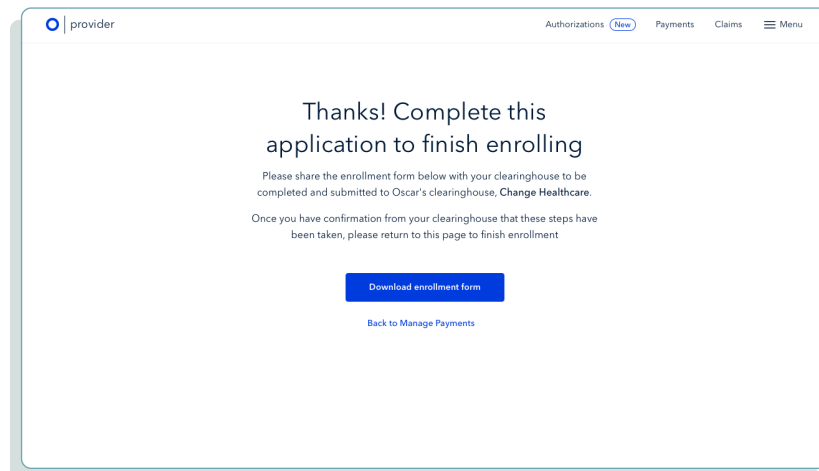 provider
Authorizations New Payments Claims Menu
Thanks! Complete this
application to finish enrolling
Please share the enrollment form below with your clearinghouse to be
completed and submitted to Oscar's clearinghouse, Change Healthcare.
Once you have confirmation from your clearinghouse that these steps have
been taken, please return to this page to finish enrollment
Download enrollment form
Back to Manage Payments